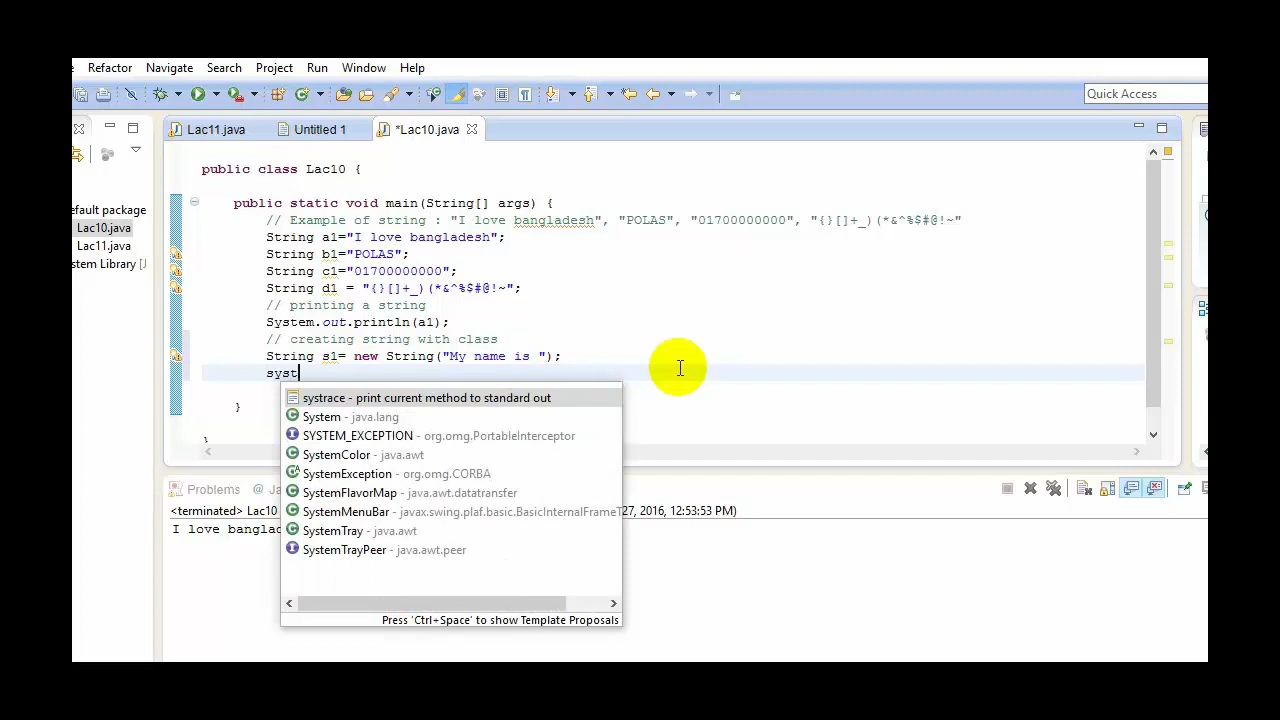 Refactor Navigate Search Project Run Window Help
Quick Access
Lac11.java Untitled 1 *Lac10.java
public class Lac10 {
public static void main(String[] args) {
// Example of string : "I love bangladesh", "POLAS", "01700000000", "{}[]+_)(*&^%$#@!~"
String a1="I love bangladesh";
String b1="POLAS";
String c1="01700000000";
String d1 = "{}[]+_)(*&^%$#@!~";
// printing a string
System.out.println(a1);
// creating string with class
String s1= new String("My name is ");
syst
}
efault package
Lac10.java
Lac11.java
stem Library [J
systrace - print current method to standard out
System - java.lang
SYSTEM_EXCEPTION - org.omg.PortableInterceptor
SystemColor - java.awt
SystemException - org.omg.CORBA
SystemFlavorMap - java.awt.datatransfer
SystemMenuBar - javax.swing.plaf.basic.BasicInternalFrameT
SystemTray - java.awt
SystemTrayPeer - java.awt.peer
Press 'Ctrl+Space' to show Template Proposals
Problems @ Ja
<terminated> Lac10 27, 2016, 12:53:53 PM)
I love banglad